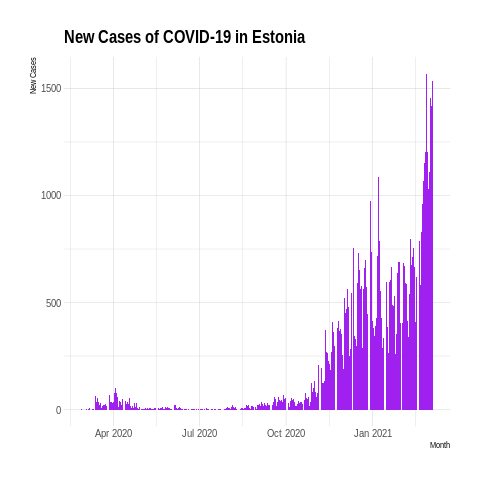 New Cases of COVID-19 in Estonia
New Cases
1500
1000
500
0
Apr 2020 Jul 2020 Oct 2020 Jan 2021
Month